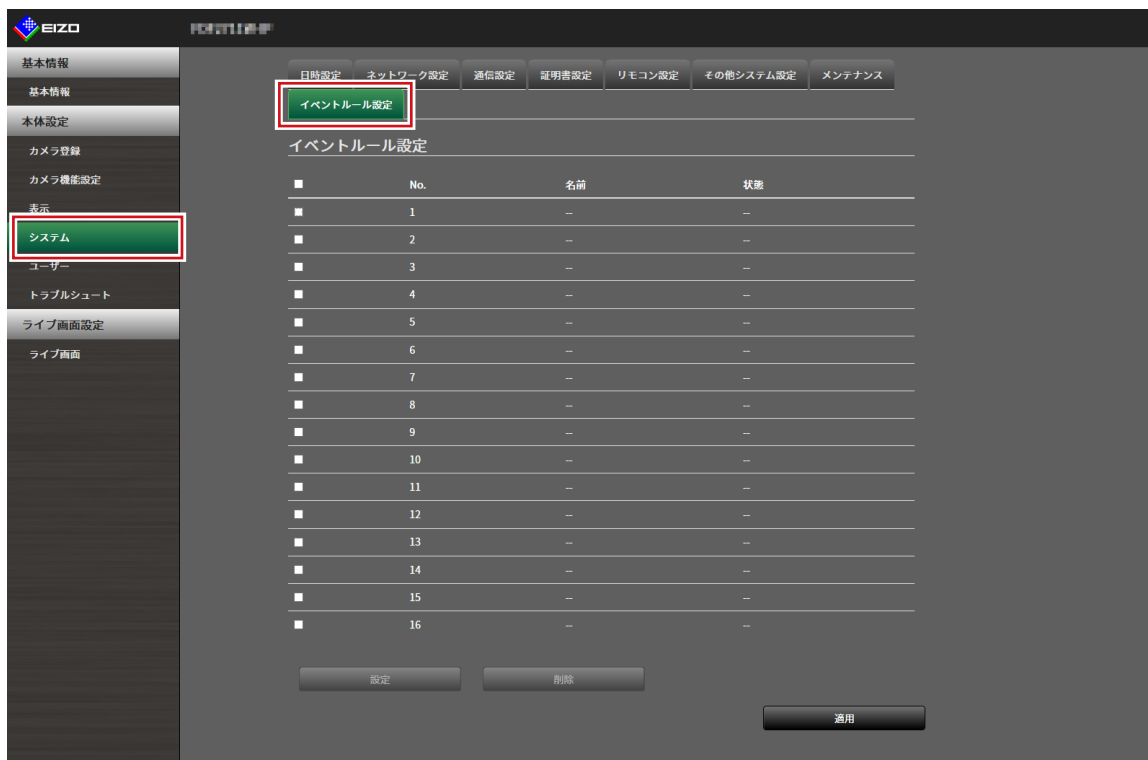 EIZO
基本情報
基本情報
本体設定
カメラ登録
カメラ機能設定
表示
システム
ユーザー
トラブルシュート
ライブ画面設定
ライブ画面
日時設定 ネットワーク設定 通信設定 証明書設定 リモコン設定 その他システム設定 メンテナンス
イベントルール設定
イベントルール設定
No. 名前 状態
1 -- --
2 -- --
3 -- --
4 -- --
5 -- --
6 -- --
7 -- --
8 -- --
9 -- --
10 -- --
11 -- --
12 -- --
13 -- --
14 -- --
15 -- --
16 -- --
設定 削除
適用